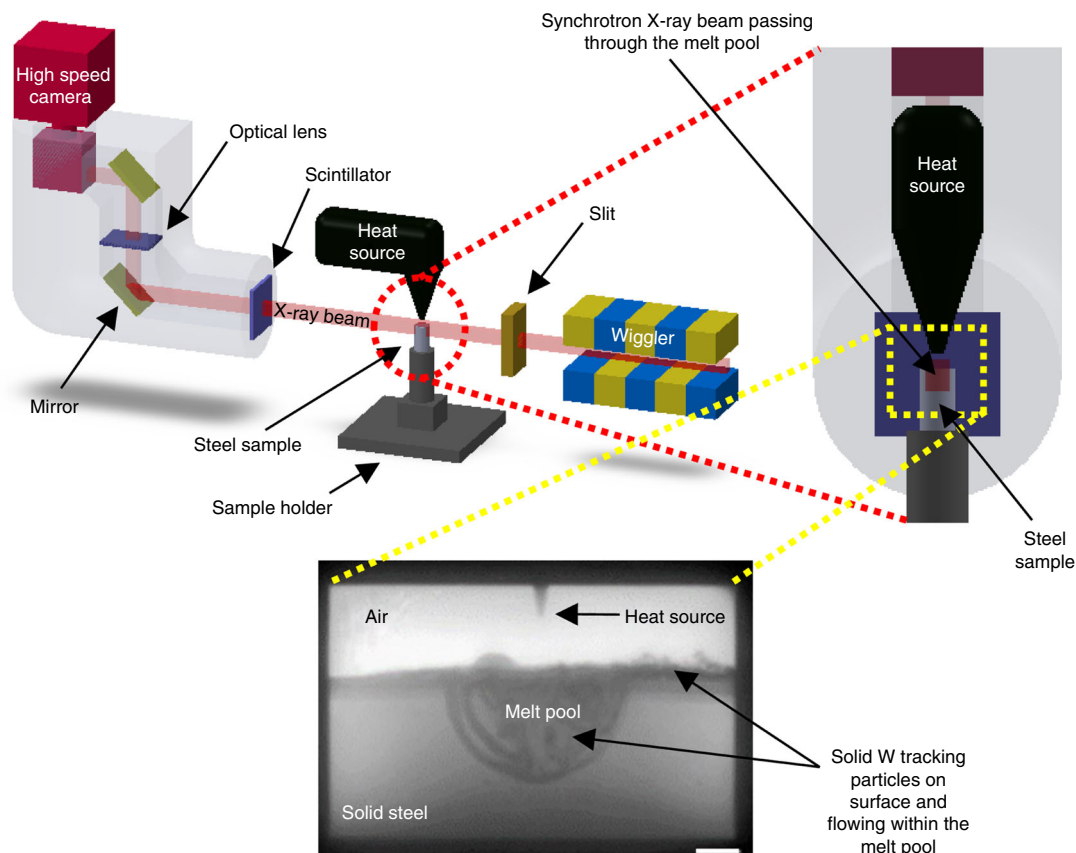 Synchrotron X-ray beam passing
through the melt pool
High speed
camera
Optical lens
Scintillator
Heat
source
Slit
Heat
source
X-ray beam
Wiggler
Mirror
Steel sample
Sample holder
Steel
sample
Air
Heat source
Melt pool
Solid steel
Solid W tracking
particles on
surface and
flowing within the
melt pool